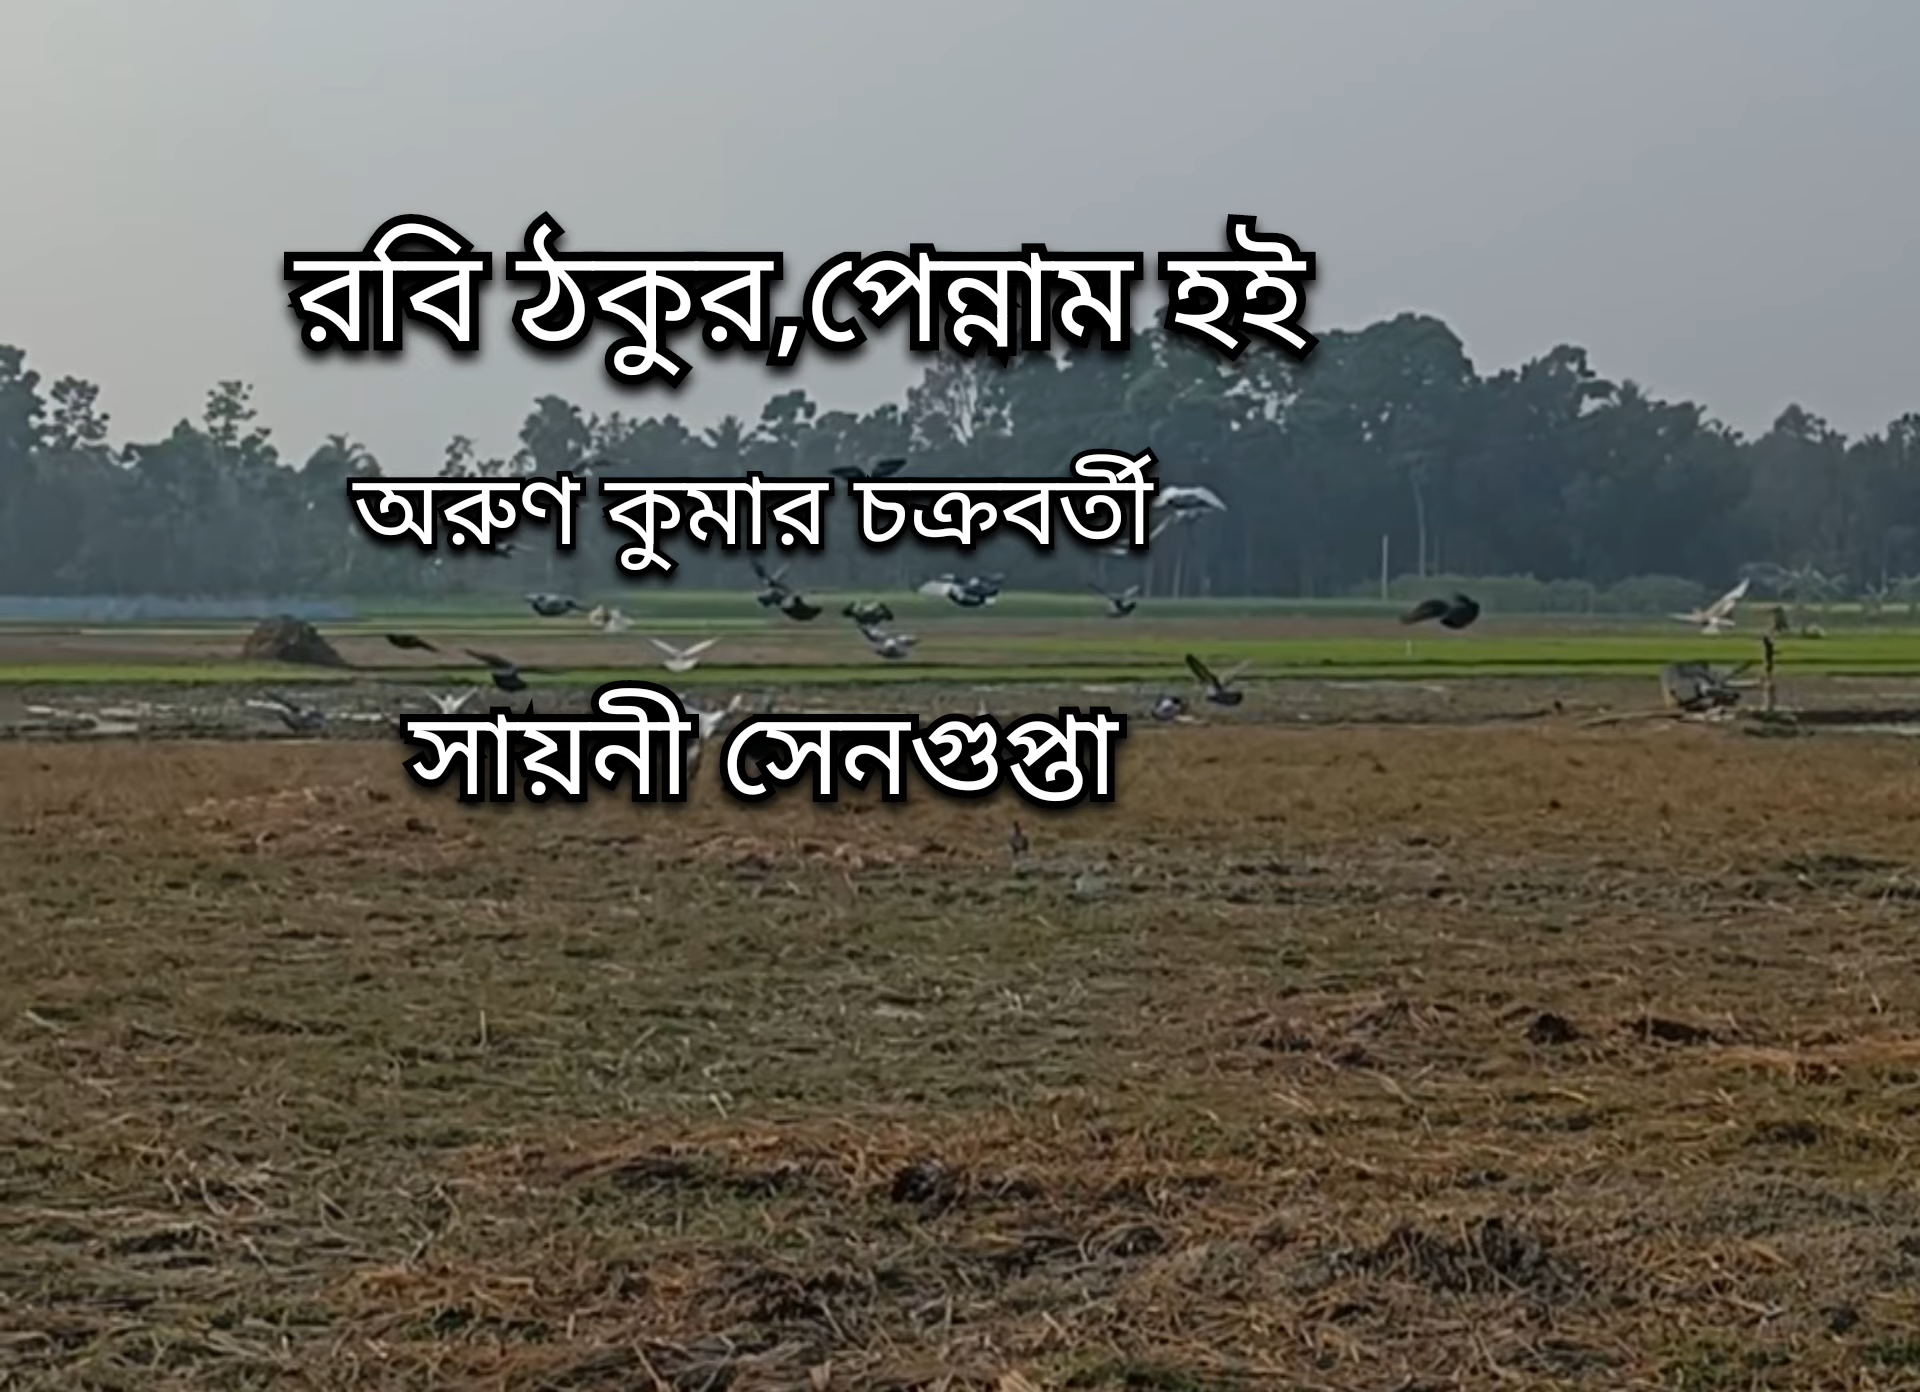 রবি ঠকুর,পেন্নাম হই
অরুণ কুমার চক্রবর্তী
সায়নী সেনগুপ্তা